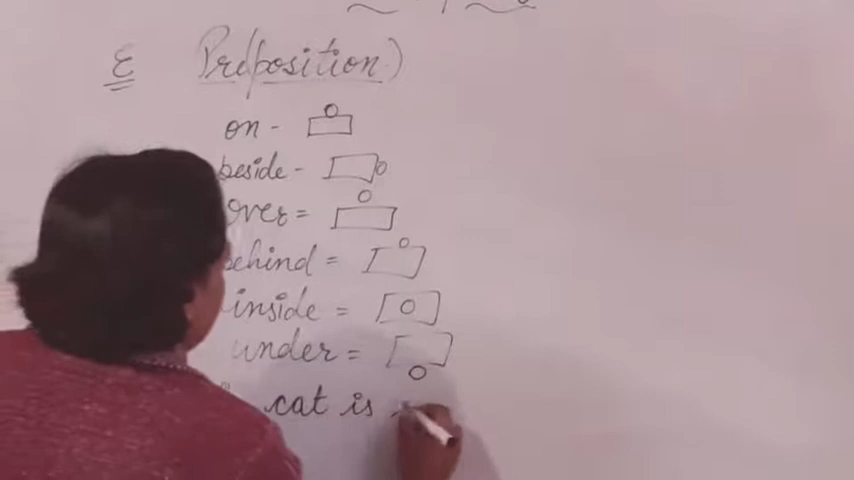 Preposition)
on -
beside -
over =
behind =
inside =
under =
cat is